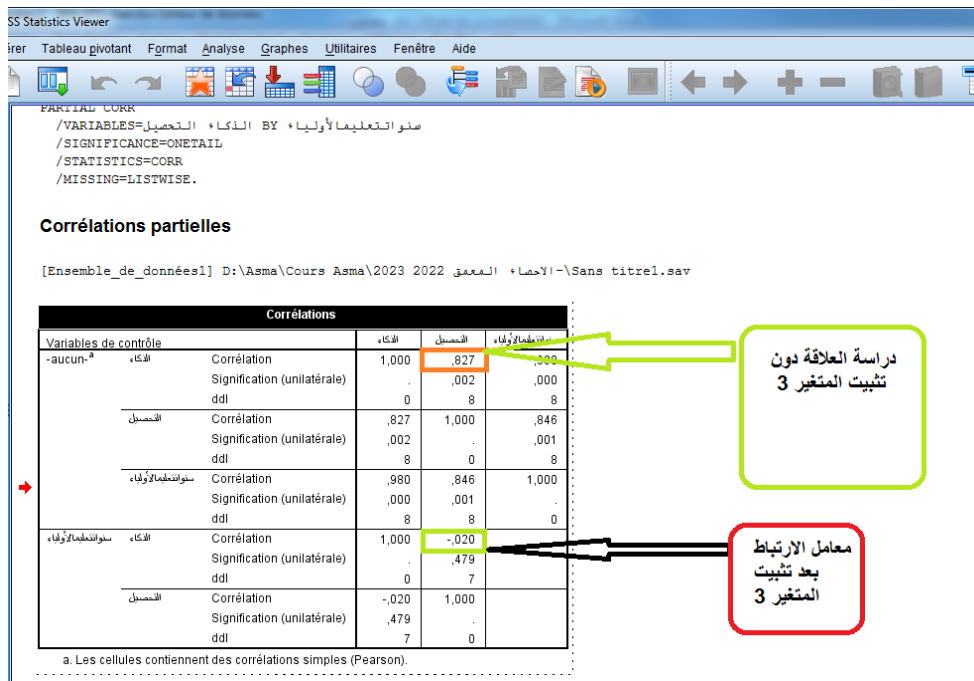 SS Statistics Viewer
érer Tableau pivotant Format Analyse Graphes Utilitaires Fenêtre Aide
PARTIAL CORR
/VARIABLES=الذكاء التحصيل BY سنواتتعليمالأولياء
/SIGNIFICANCE=ONETAIL
/STATISTICS=CORR
/MISSING=LISTWISE.
Corrélations partielles
[Ensemble_de_données1] D:\Asma\Cours Asma\2023 2022 الاحصاء المعمق-\Sans titre1.sav
Corrélations
Variables de contrôle الذكاء التحصيل سنواتتعليمالأولياء
-aucun-a الذكاء Corrélation 1,000 ,827
Signification (unilatérale) . ,002 ,000
ddl 0 8 8
التحصيل Corrélation ,827 1,000 ,846
Signification (unilatérale) ,002 . ,001
ddl 8 0 8
سنواتتعليمالأولياء Corrélation ,980 ,846 1,000
Signification (unilatérale) ,000 ,001 .
ddl 8 8 0
سنواتتعليمالأولياء الذكاء Corrélation 1,000 -,020
Signification (unilatérale) . ,479
ddl 0 7
التحصيل Corrélation -,020 1,000
Signification (unilatérale) ,479 .
ddl 7 0
a. Les cellules contiennent des corrélations simples (Pearson).
دراسة العلاقة دون
تثبيت المتغير 3
معامل الارتباط
بعد تثبيت
المتغير 3